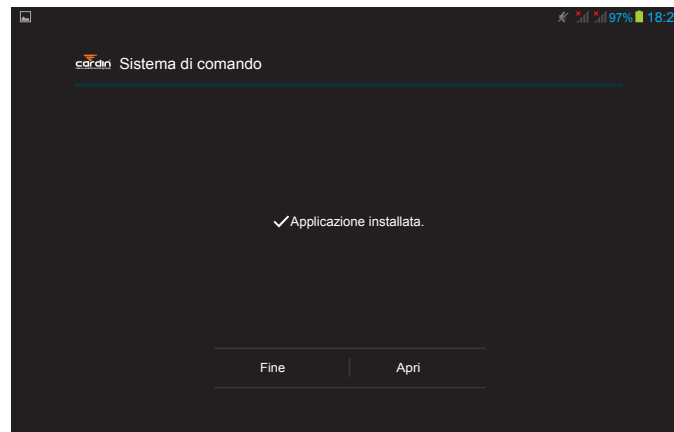 97% 18:2
cardin Sistema di comando
Applicazione installata.
Fine Apri